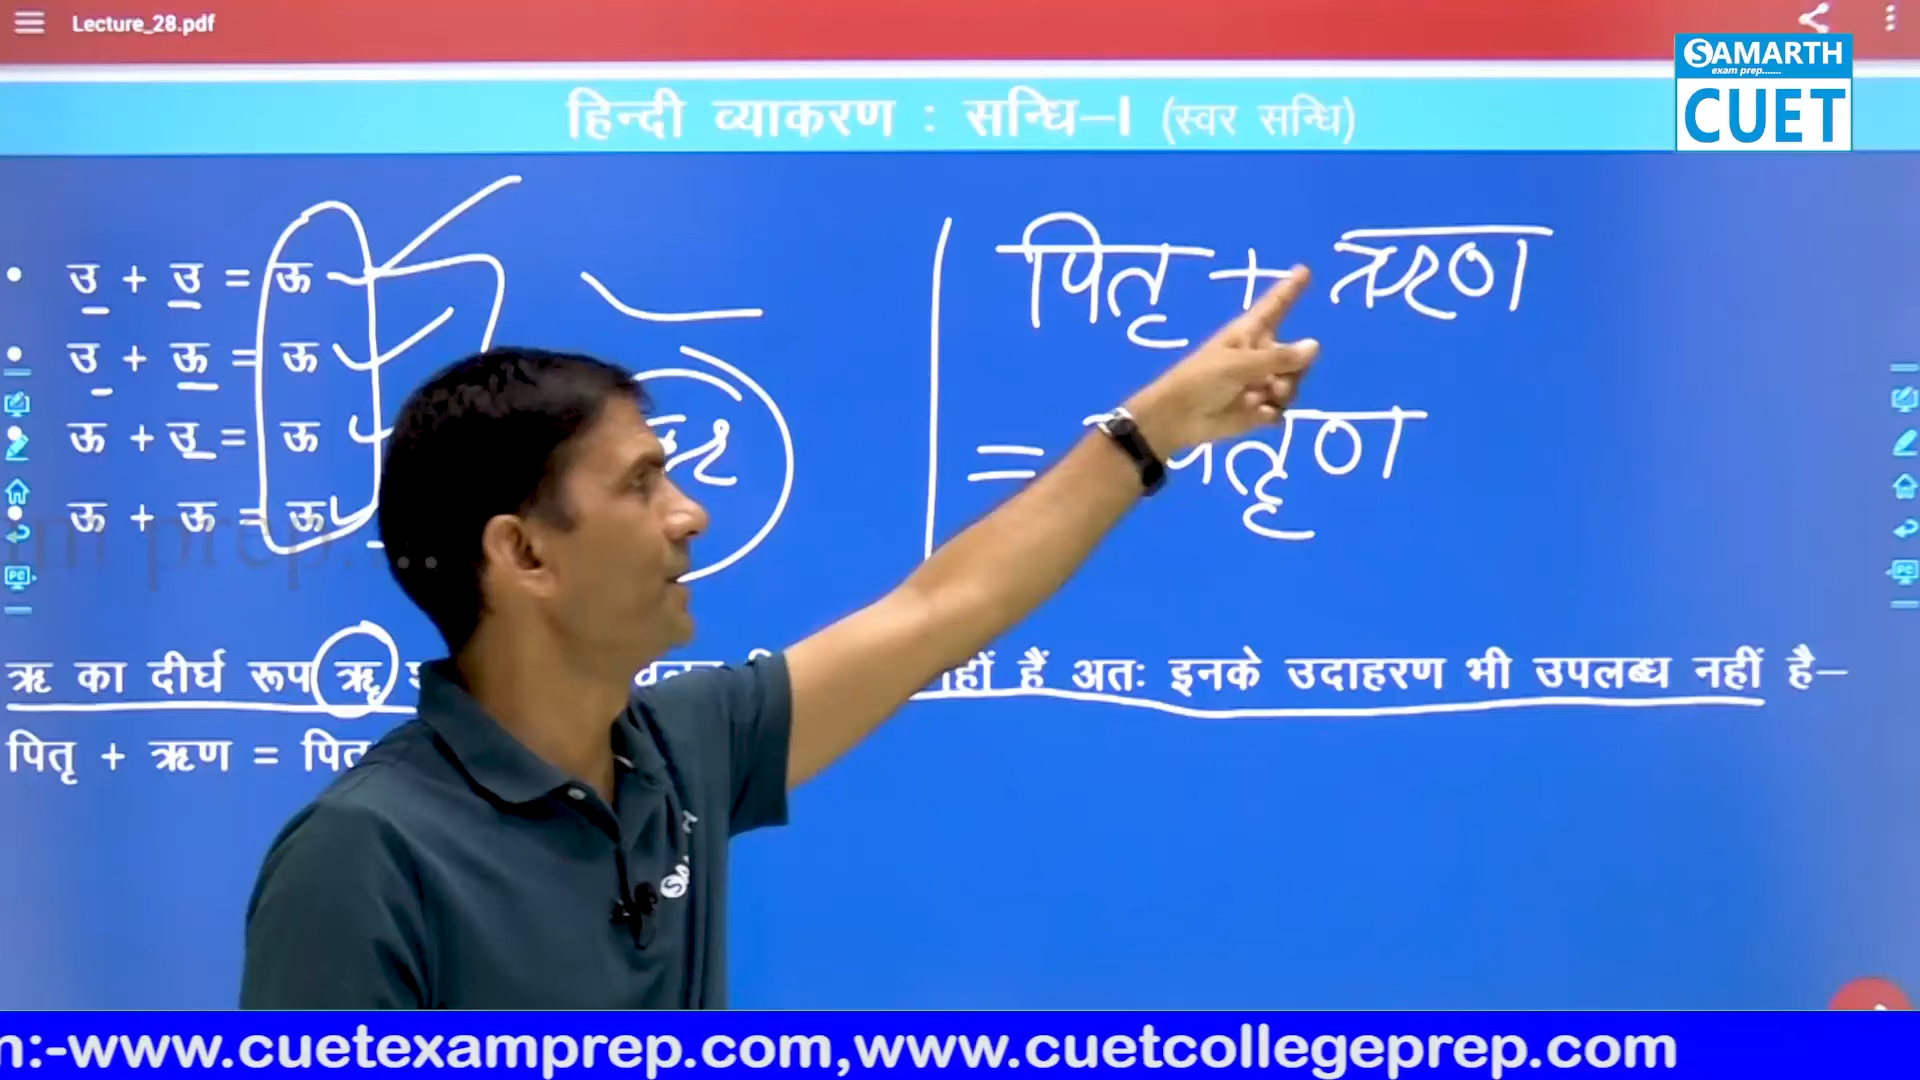 Lecture_28.pdf
SAMARTH
exam prep.......
CUET
हिन्दी व्याकरण : सन्धि–I (स्वर सन्धि)
उ + उ = ऊ
उ + ऊ = ऊ
ऊ + उ = ऊ
ऊ + ऊ = ऊ
पितृ + ऋण
=
prep....
ऋ का दीर्घ रूप ॠ
हैं अतः इनके उदाहरण भी उपलब्ध नहीं है–
पितृ + ऋण =
n:-www.cuetexamprep.com,www.cuetcollegeprep.com